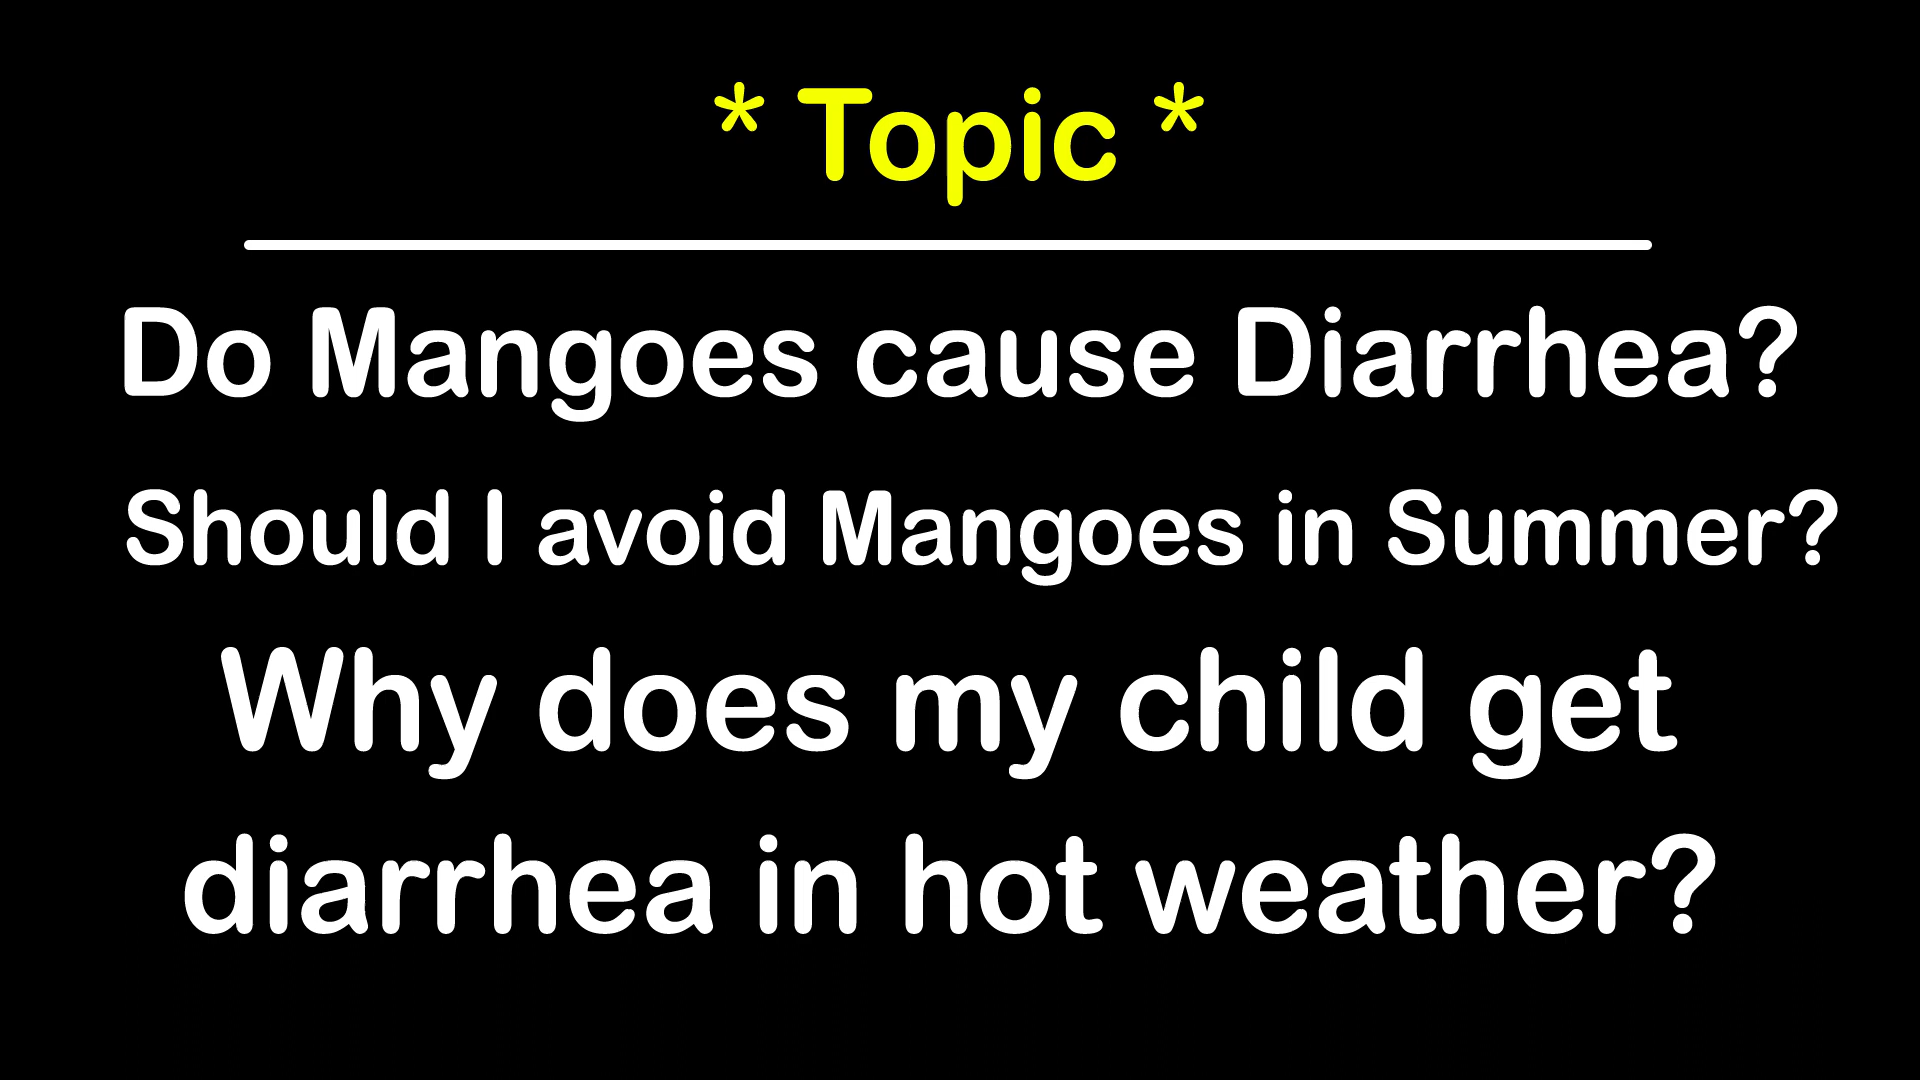 * Topic *
Do Mangoes cause Diarrhea?
Should I avoid Mangoes in Summer?
Why does my child get
diarrhea in hot weather?